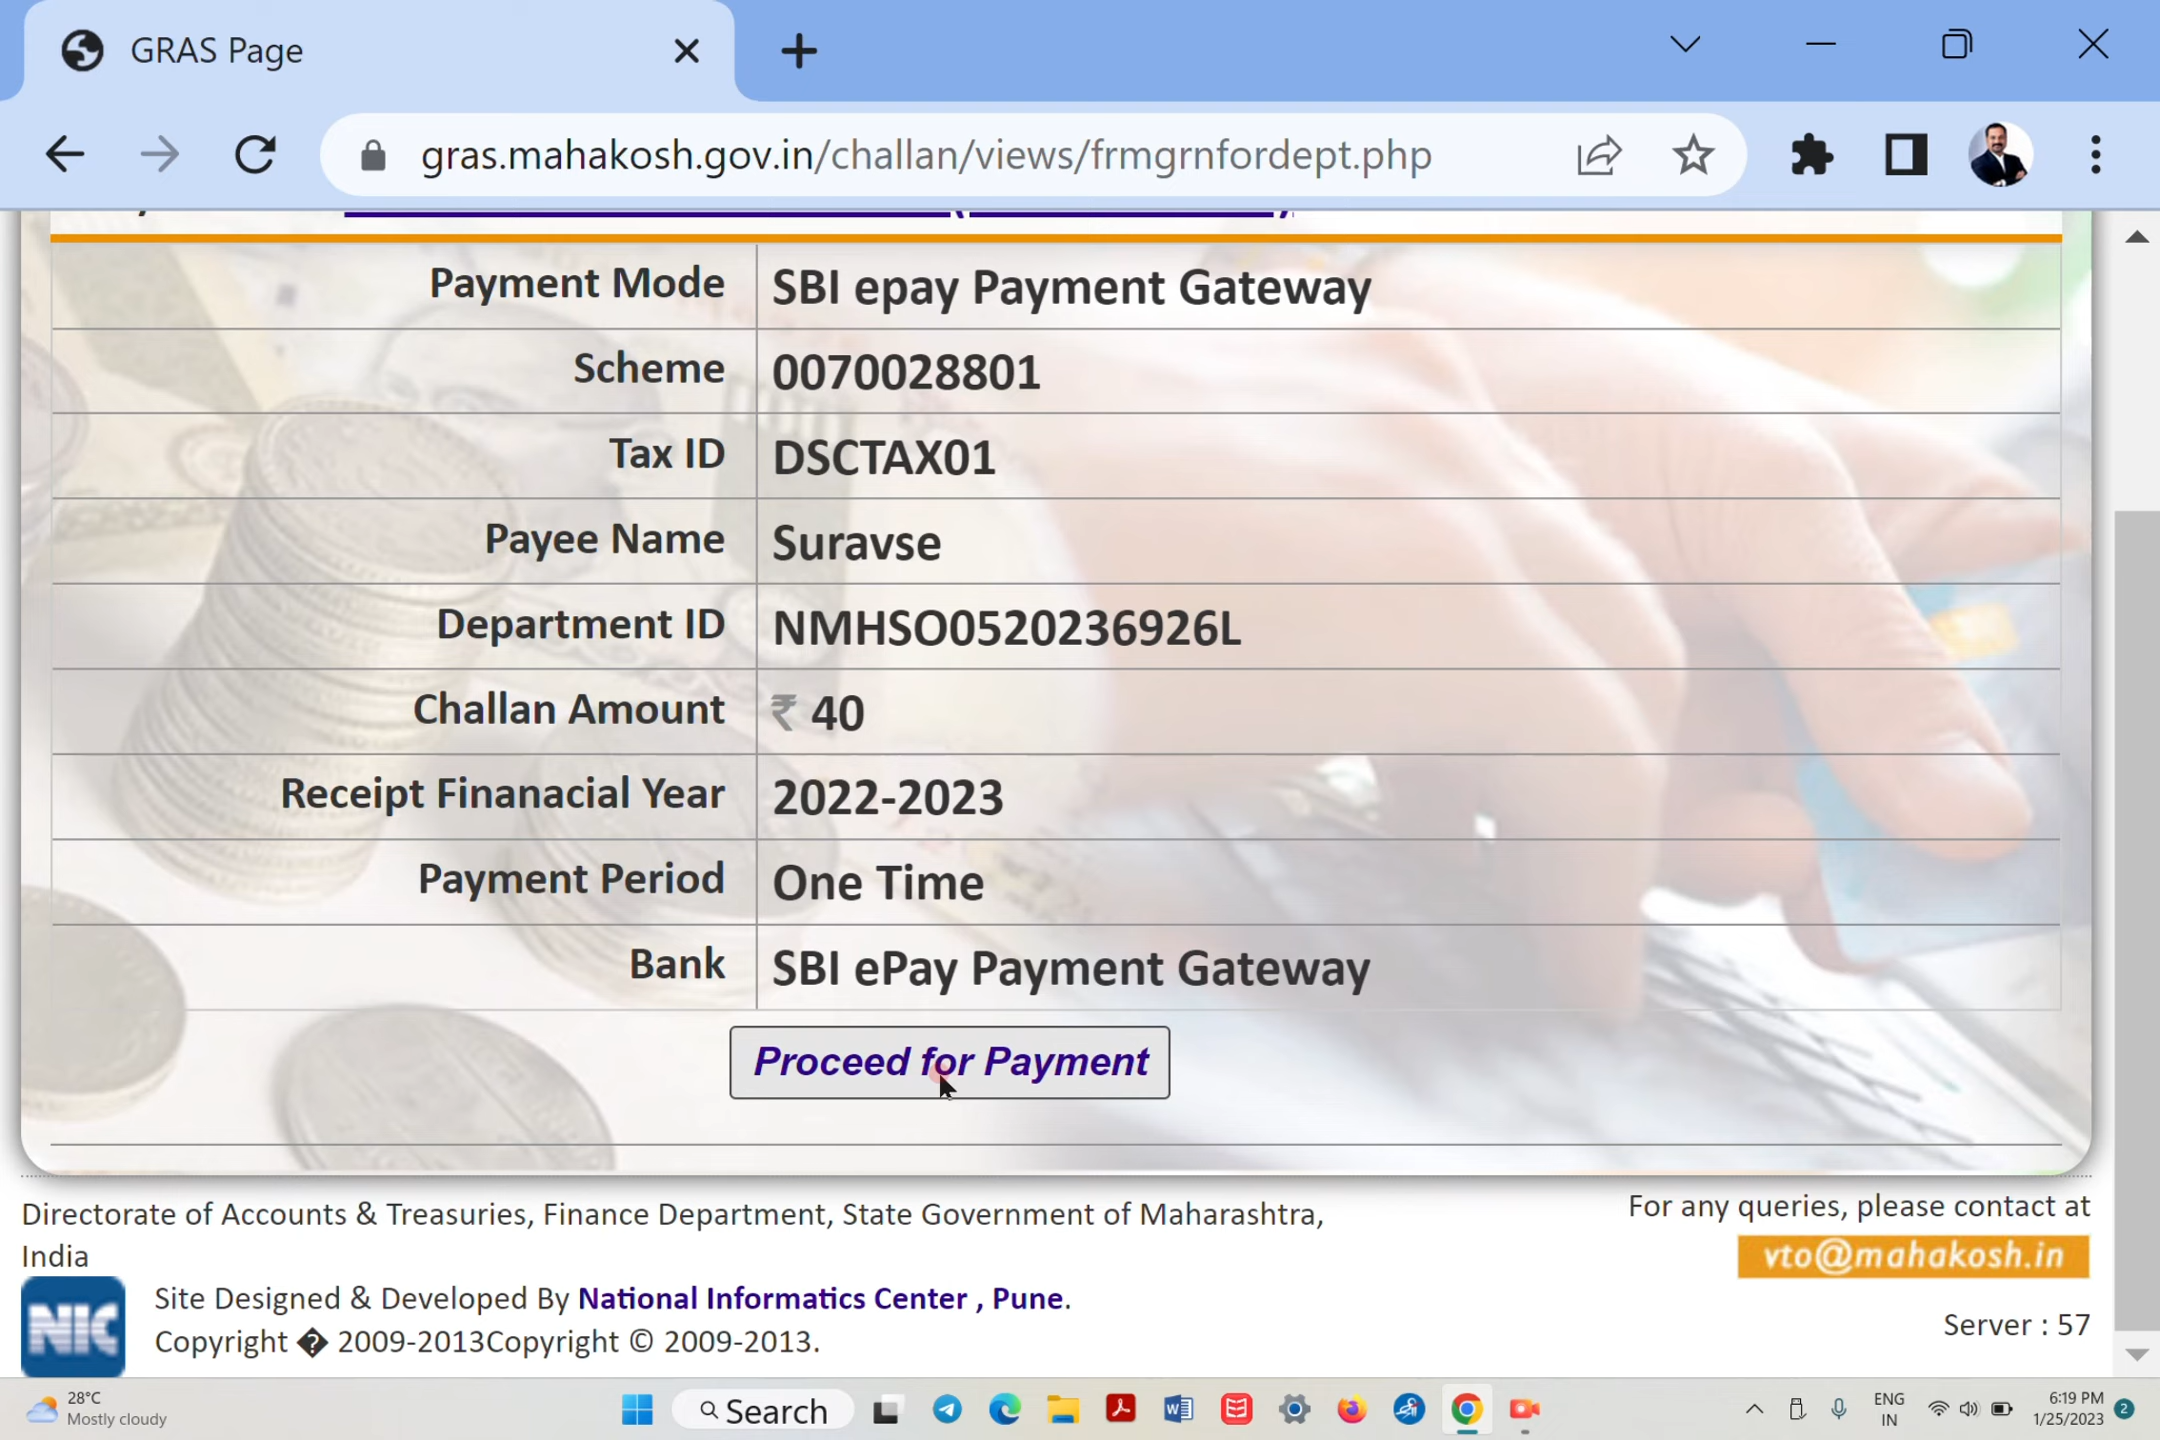 GRAS Page
gras.mahakosh.gov.in/challan/views/frmgrnfordept.php
Payment Mode SBI epay Payment Gateway
Scheme 0070028801
Tax ID DSCTAX01
Payee Name Suravse
Department ID NMHSO0520236926L
Challan Amount ₹ 40
Receipt Finanacial Year 2022-2023
Payment Period One Time
Bank SBI ePay Payment Gateway
Proceed for Payment
Directorate of Accounts & Treasuries, Finance Department, State Government of Maharashtra,
India
For any queries, please contact at
vto@mahakosh.in
NIC
Site Designed & Developed By National Informatics Center , Pune.
Copyright � 2009-2013Copyright © 2009-2013.
Server : 57
28°C
Mostly cloudy
Search
ENG
IN
6:19 PM
1/25/2023
2